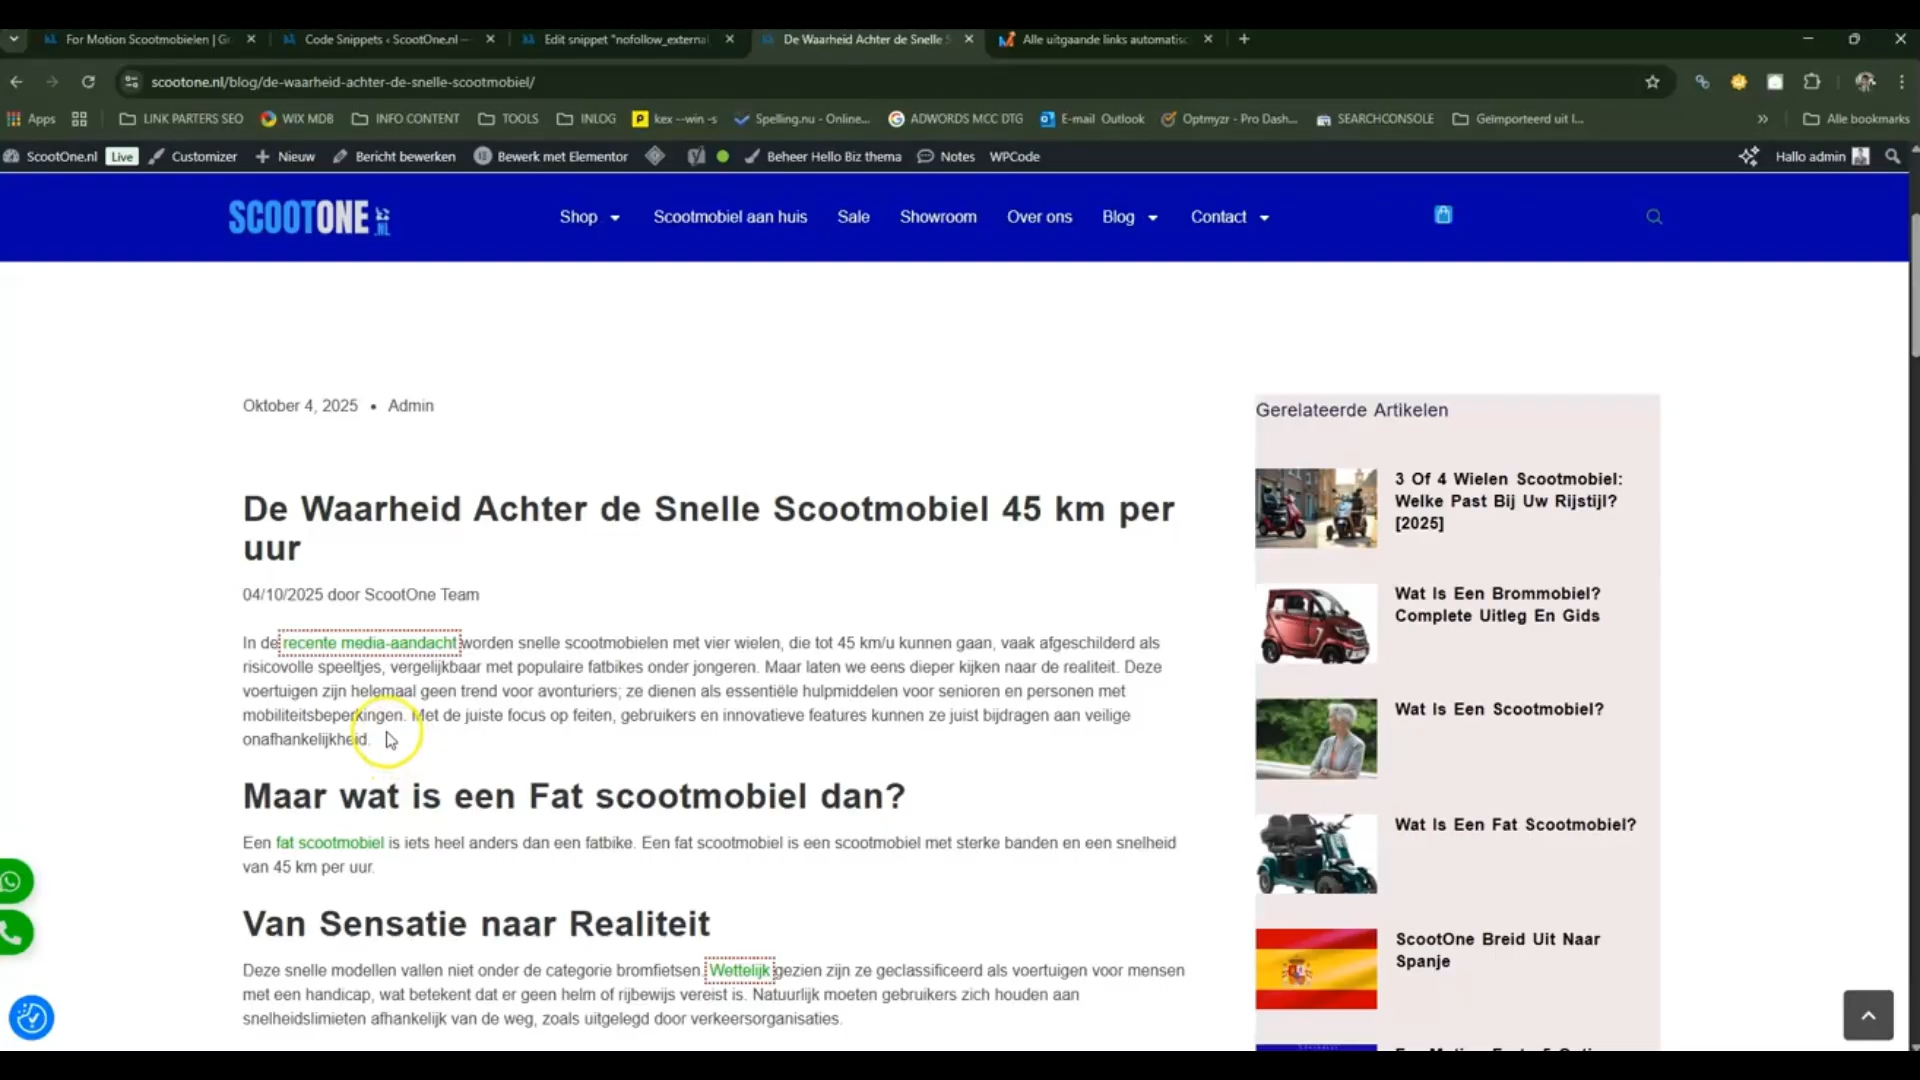 For Motion Scootmobielen | Gr
Code Snippets ‹ ScootOne.nl —
Edit snippet "nofollow_external
De Waarheid Achter de Snelle S
Alle uitgaande links automatisc
scootone.nl/blog/de-waarheid-achter-de-snelle-scootmobiel/
Apps
LINK PARTERS SEO
WIX MDB
INFO CONTENT
TOOLS
INLOG
kex --win -s
Spelling.nu - Online...
ADWORDS MCC DTG
E-mail Outlook
Optmyzr - Pro Dash...
SEARCHCONSOLE
Geïmporteerd uit I...
»
Alle bookmarks
ScootOne.nl
Live
Customizer
Nieuw
Bericht bewerken
Bewerk met Elementor
Beheer Hello Biz thema
Notes
WPCode
Hallo admin
SCOOTONE.NL
Shop
Scootmobiel aan huis
Sale
Showroom
Over ons
Blog
Contact
Oktober 4, 2025 • Admin
De Waarheid Achter de Snelle Scootmobiel 45 km per
uur
04/10/2025 door ScootOne Team
In de recente media-aandacht worden snelle scootmobielen met vier wielen, die tot 45 km/u kunnen gaan, vaak afgeschilderd als
risicovolle speeltjes, vergelijkbaar met populaire fatbikes onder jongeren. Maar laten we eens dieper kijken naar de realiteit. Deze
voertuigen zijn helemaal geen trend voor avonturiers; ze dienen als essentiële hulpmiddelen voor senioren en personen met
mobiliteitsbeperkingen. Met de juiste focus op feiten, gebruikers en innovatieve features kunnen ze juist bijdragen aan veilige
onafhankelijkheid.
Maar wat is een Fat scootmobiel dan?
Een fat scootmobiel is iets heel anders dan een fatbike. Een fat scootmobiel is een scootmobiel met sterke banden en een snelheid
van 45 km per uur.
Van Sensatie naar Realiteit
Deze snelle modellen vallen niet onder de categorie bromfietsen. Wettelijk gezien zijn ze geclassificeerd als voertuigen voor mensen
met een handicap, wat betekent dat er geen helm of rijbewijs vereist is. Natuurlijk moeten gebruikers zich houden aan
snelheidslimieten afhankelijk van de weg, zoals uitgelegd door verkeersorganisaties.
Gerelateerde Artikelen
3 Of 4 Wielen Scootmobiel:
Welke Past Bij Uw Rijstijl?
[2025]
Wat Is Een Brommobiel?
Complete Uitleg En Gids
Wat Is Een Scootmobiel?
Wat Is Een Fat Scootmobiel?
ScootOne Breid Uit Naar
Spanje